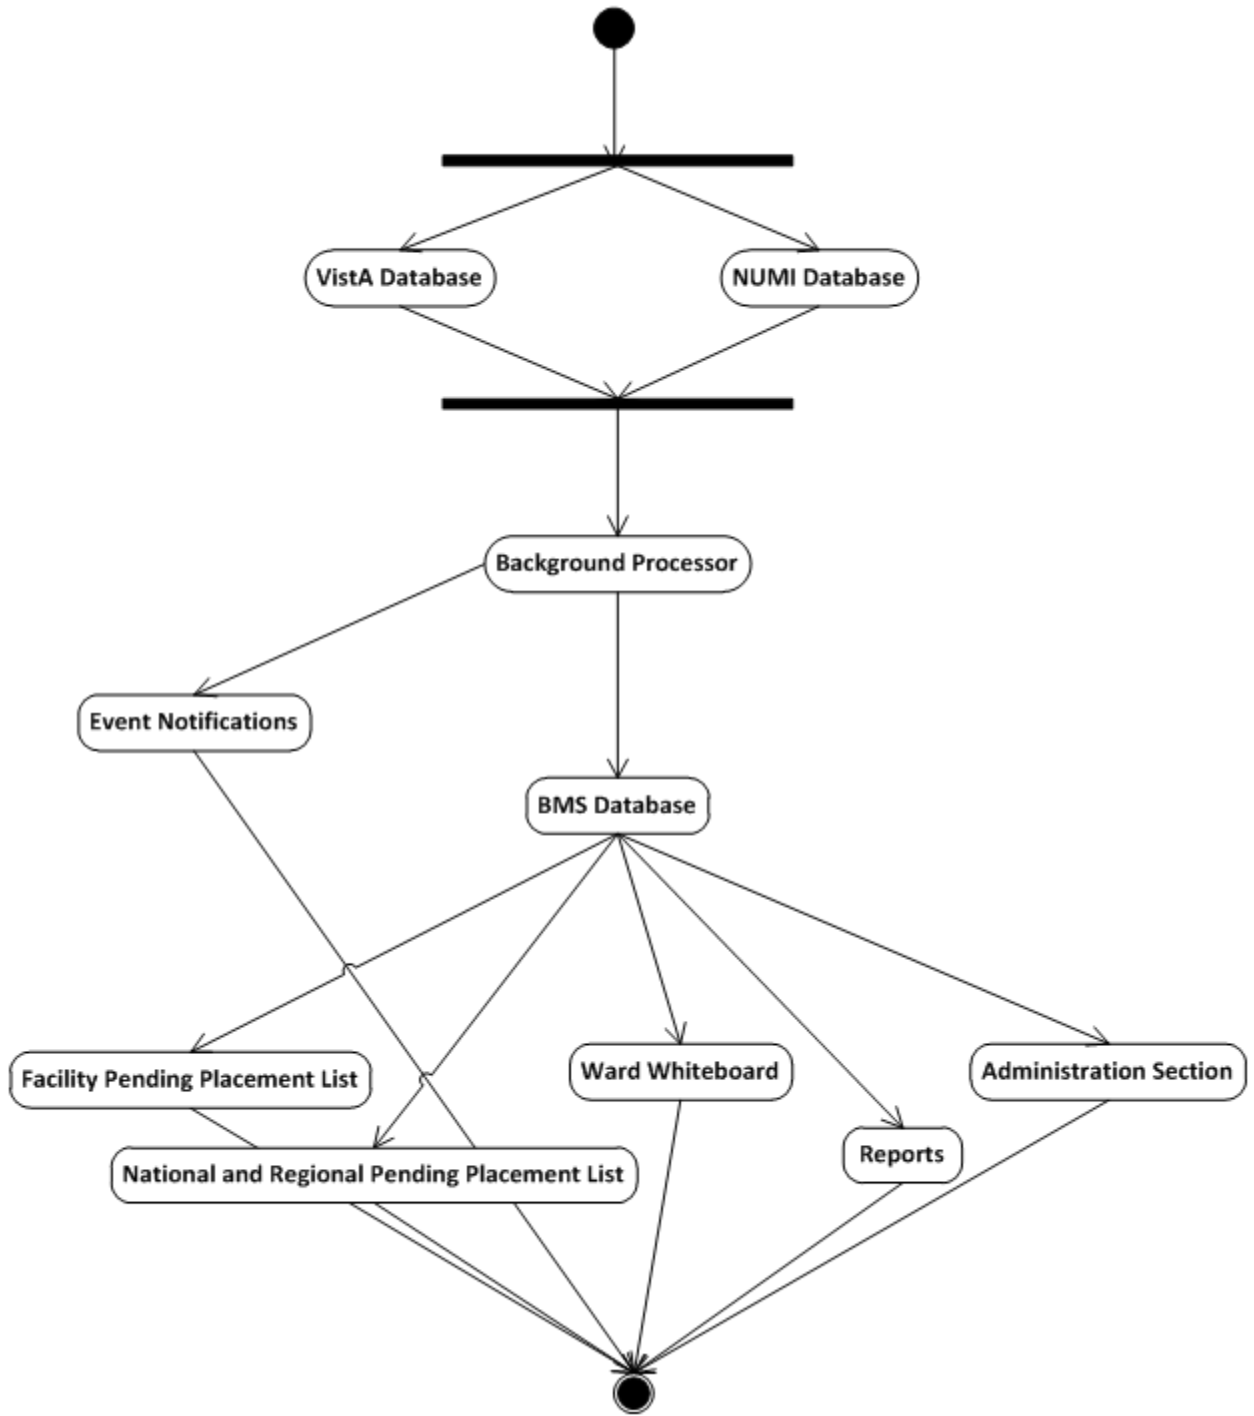 VistA Database
NUMI Database
Background Processor
Event Notifications
BMS Database
Facility Pending Placement List
Ward Whiteboard
Administration Section
National and Regional Pending Placement List
Reports